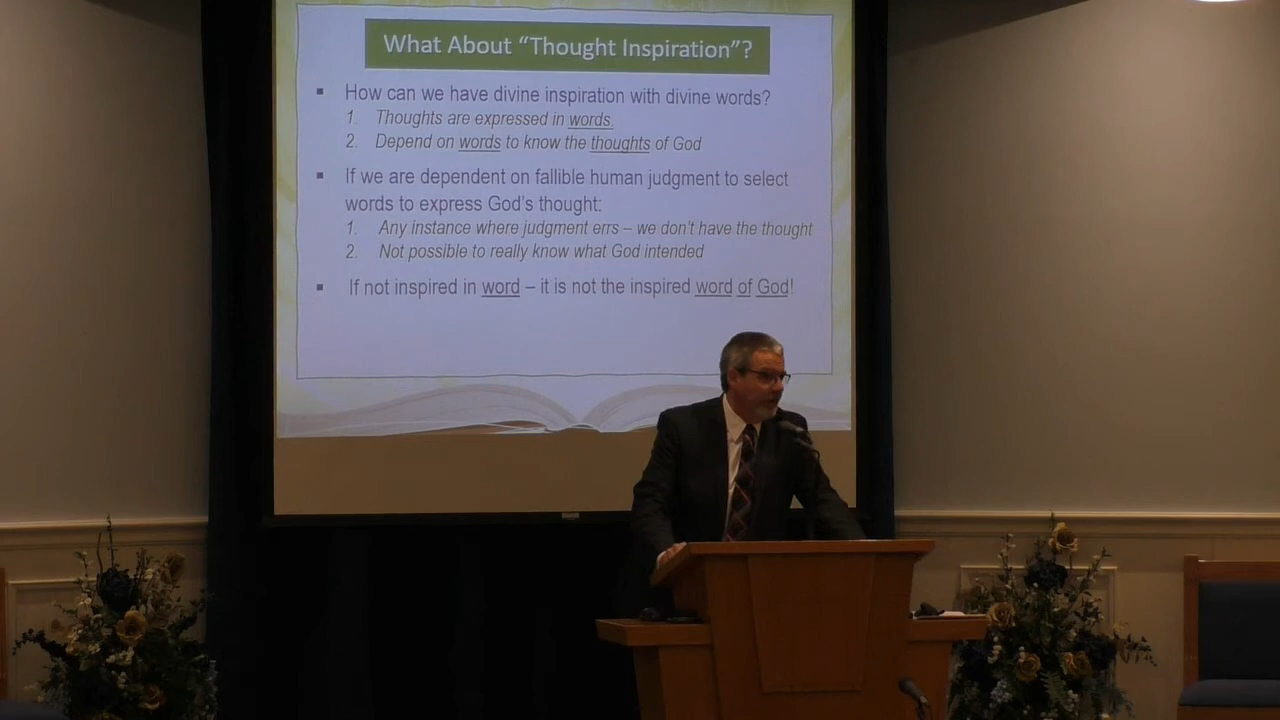 What About “Thought Inspiration”?
▪ How can we have divine inspiration with divine words?
1. Thoughts are expressed in words.
2. Depend on words to know the thoughts of God
▪ If we are dependent on fallible human judgment to select
words to express God’s thought:
1. Any instance where judgment errs – we don’t have the thought
2. Not possible to really know what God intended
▪ If not inspired in word – it is not the inspired word of God!